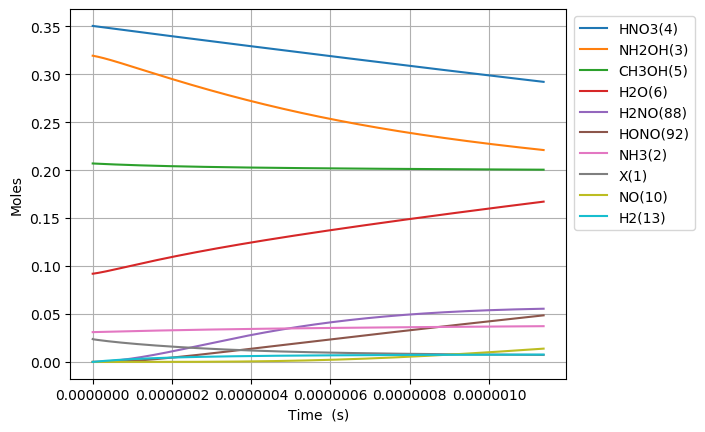 0.35
0.30
0.25
0.20
0.15
0.10
0.05
0.00
Moles
0.0000000 0.0000002 0.0000004 0.0000006 0.0000008 0.0000010
Time (s)
HNO3(4)
NH2OH(3)
CH3OH(5)
H2O(6)
H2NO(88)
HONO(92)
NH3(2)
X(1)
NO(10)
H2(13)